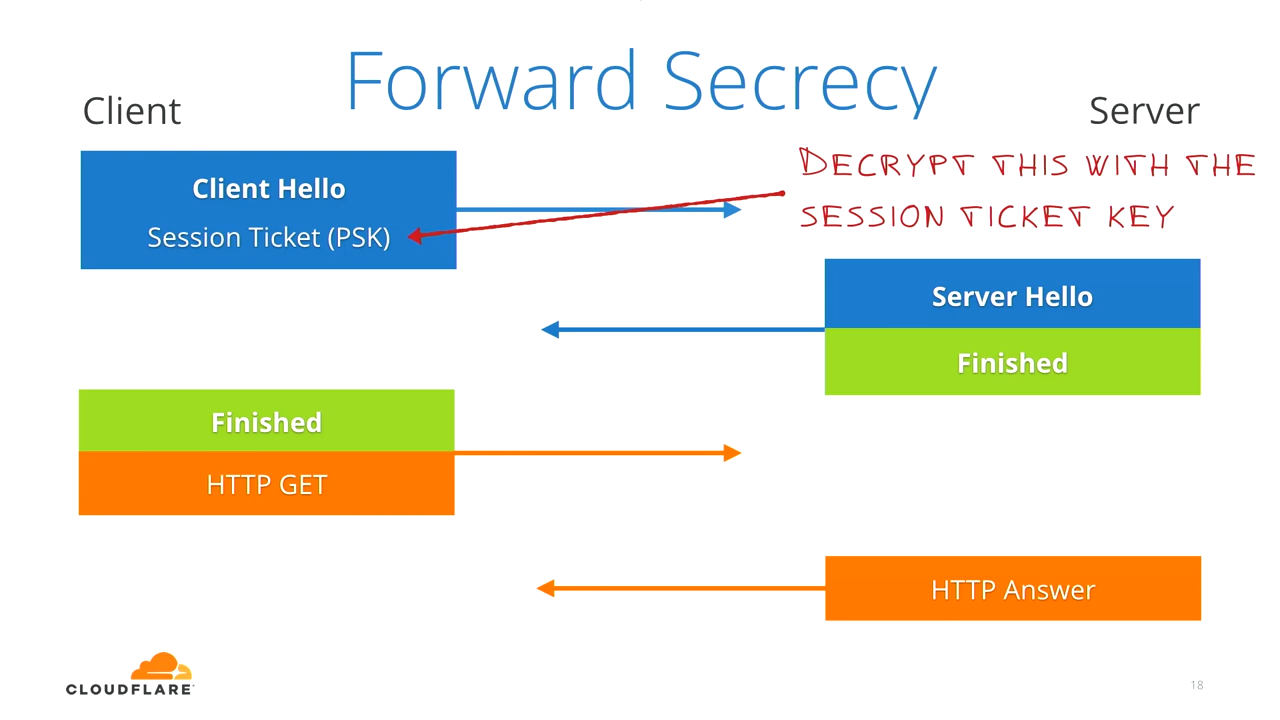 Forward Secrecy
Client
Server
DECRYPT THIS WITH THE
SESSION TICKET KEY
Client Hello
Session Ticket (PSK)
Server Hello
Finished
Finished
HTTP GET
HTTP Answer
CLOUDFLARE
18